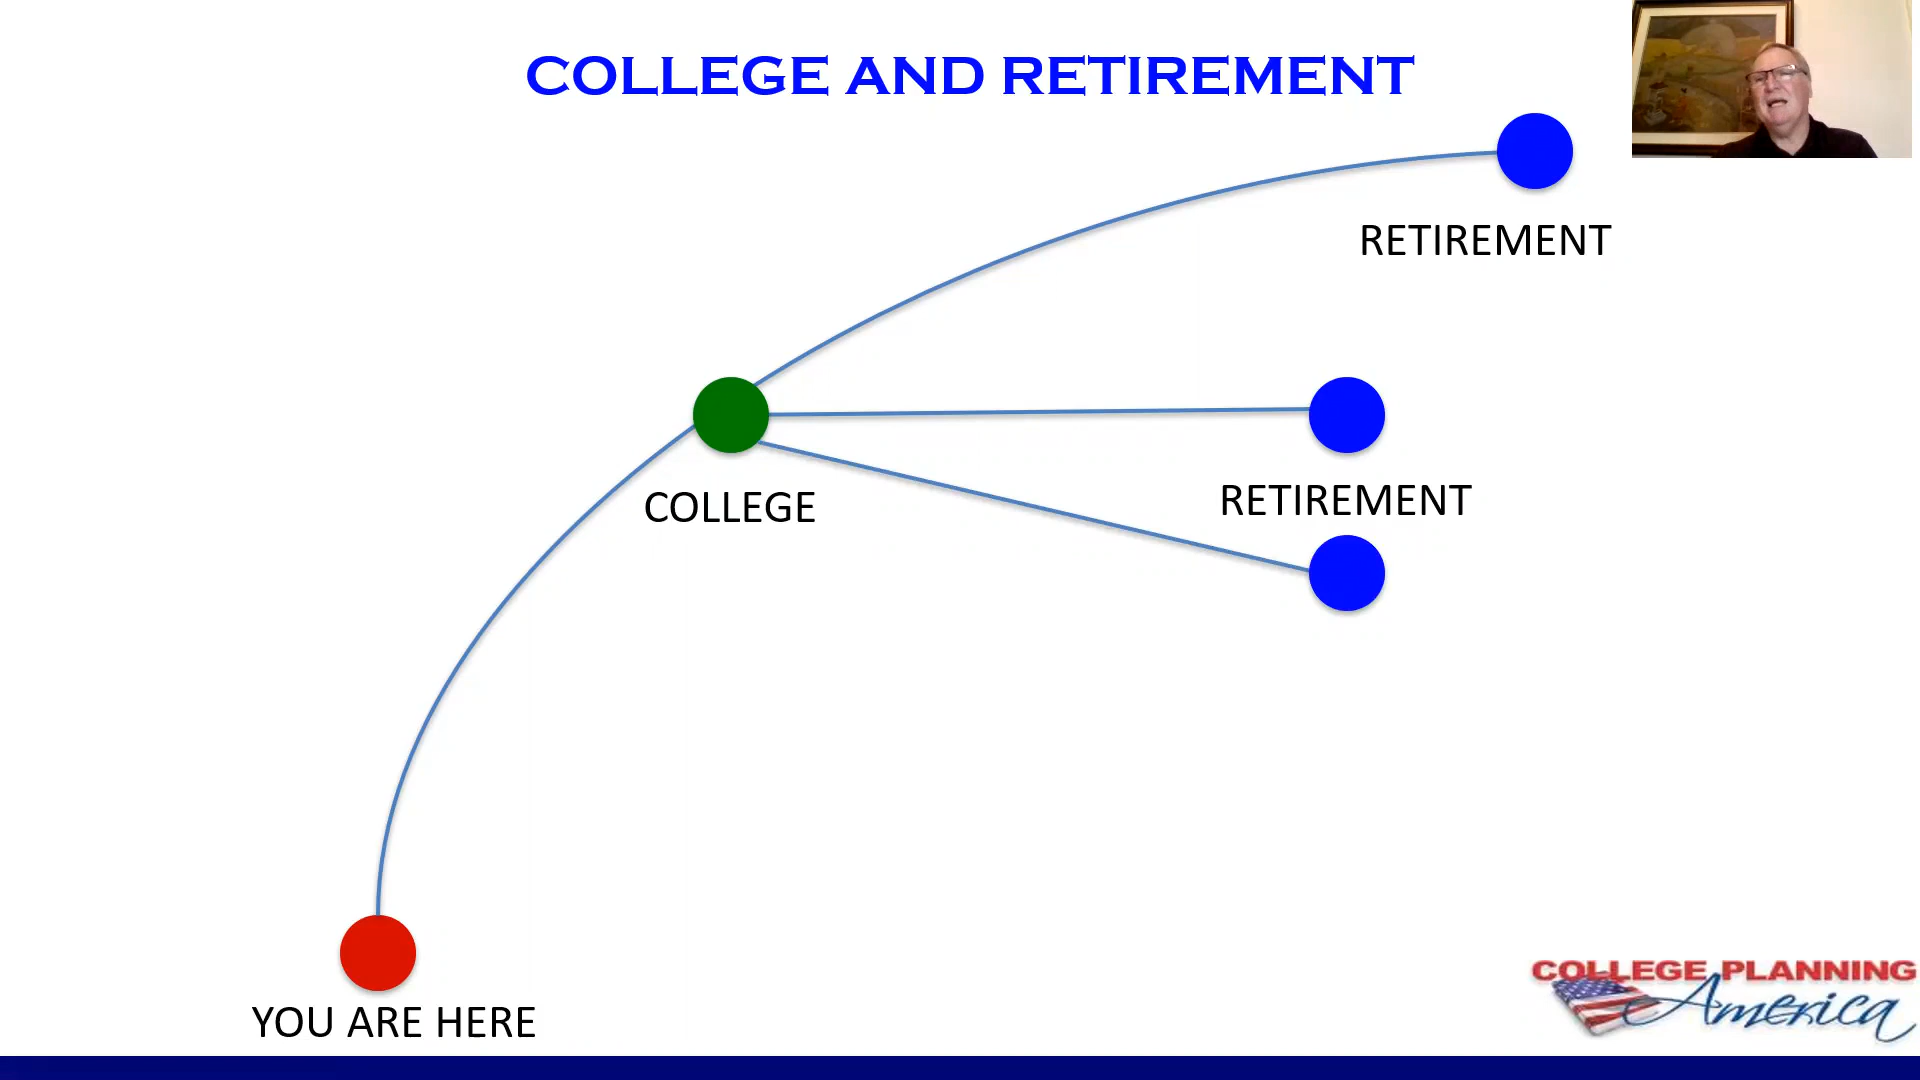 COLLEGE AND RETIREMENT
RETIREMENT
RETIREMENT
COLLEGE
YOU ARE HERE
COLLEGE PLANNING
America